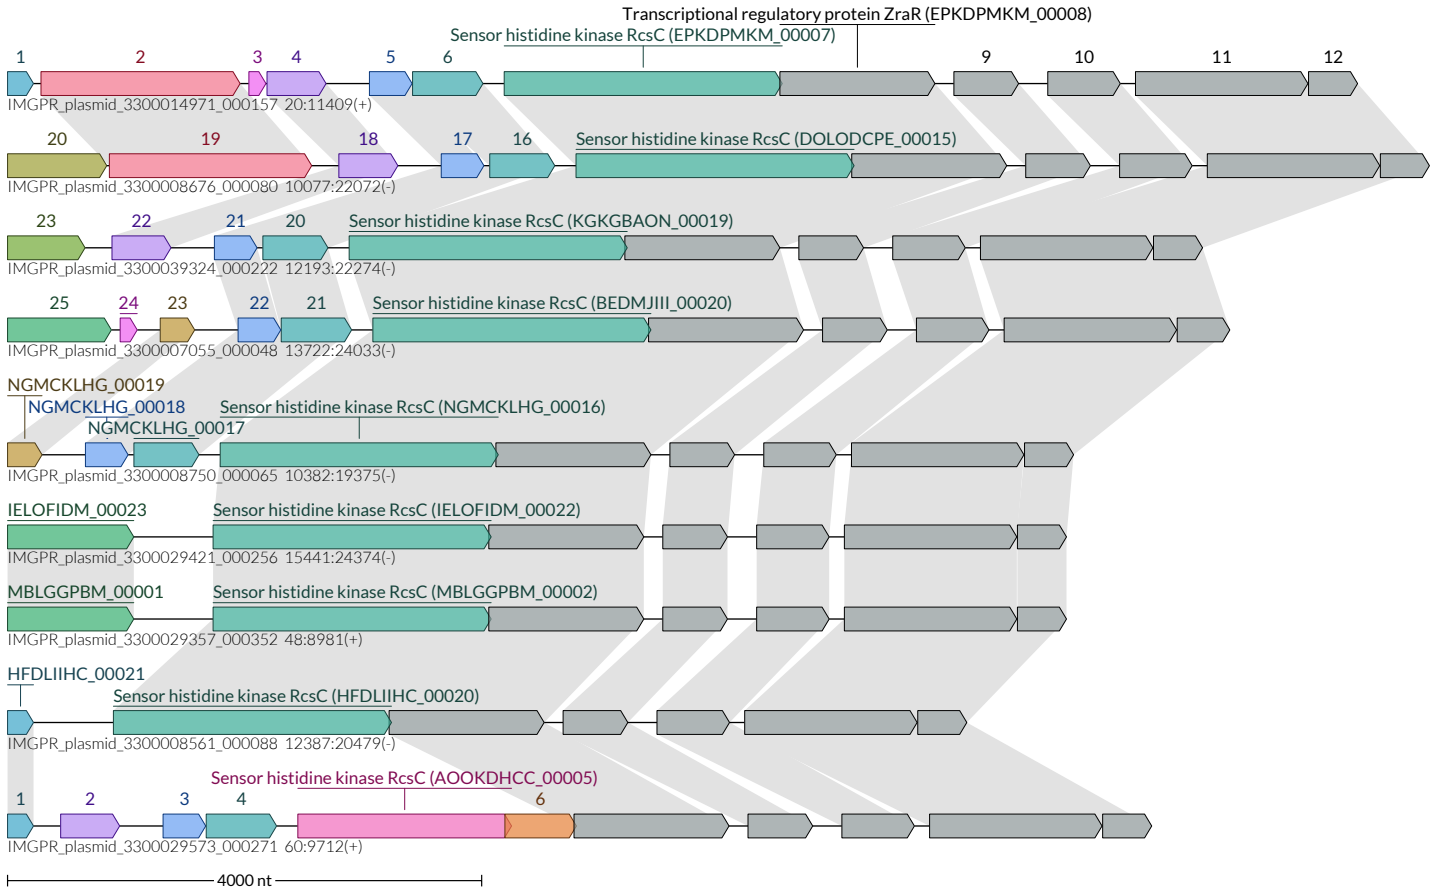 Transcriptional regulatory protein ZraR (EPKDPMKM_00008)
Sensor histidine kinase RcsC (EPKDPMKM_00007)
1 2 3 4 5 6 9 10 11 12
IMGPR_plasmid_3300014971_000157 20:11409(+)
20 19 18 17 16 Sensor histidine kinase RcsC (DOLODCPE_00015)
IMGPR_plasmid_3300008676_000080 10077:22072(-)
23 22 21 20 Sensor histidine kinase RcsC (KGKGBAON_00019)
IMGPR_plasmid_3300039324_000222 12193:22274(-)
25 24 23 22 21 Sensor histidine kinase RcsC (BEDMJIII_00020)
IMGPR_plasmid_3300007055_000048 13722:24033(-)
NGMCKLHG_00019
NGMCKLHG_00018 Sensor histidine kinase RcsC (NGMCKLHG_00016)
NGMCKLHG_00017
IMGPR_plasmid_3300008750_000065 10382:19375(-)
IELOFIDM_00023 Sensor histidine kinase RcsC (IELOFIDM_00022)
IMGPR_plasmid_3300029421_000256 15441:24374(-)
MBLGGPBM_00001 Sensor histidine kinase RcsC (MBLGGPBM_00002)
IMGPR_plasmid_3300029357_000352 48:8981(+)
HFDLIIHC_00021
Sensor histidine kinase RcsC (HFDLIIHC_00020)
IMGPR_plasmid_3300008561_000088 12387:20479(-)
Sensor histidine kinase RcsC (AOOKDHCC_00005)
1 2 3 4 6
IMGPR_plasmid_3300029573_000271 60:9712(+)
4000 nt